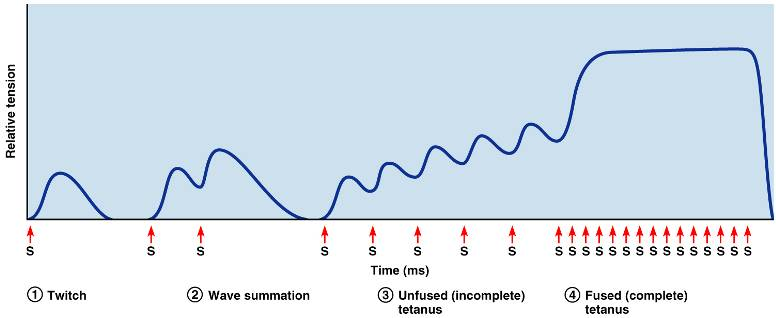 Relative tension
S S S S S S S S S S S S S S S S S S S S S S S
Time (ms)
① Twitch ② Wave summation ③ Unfused (incomplete) tetanus ④ Fused (complete) tetanus